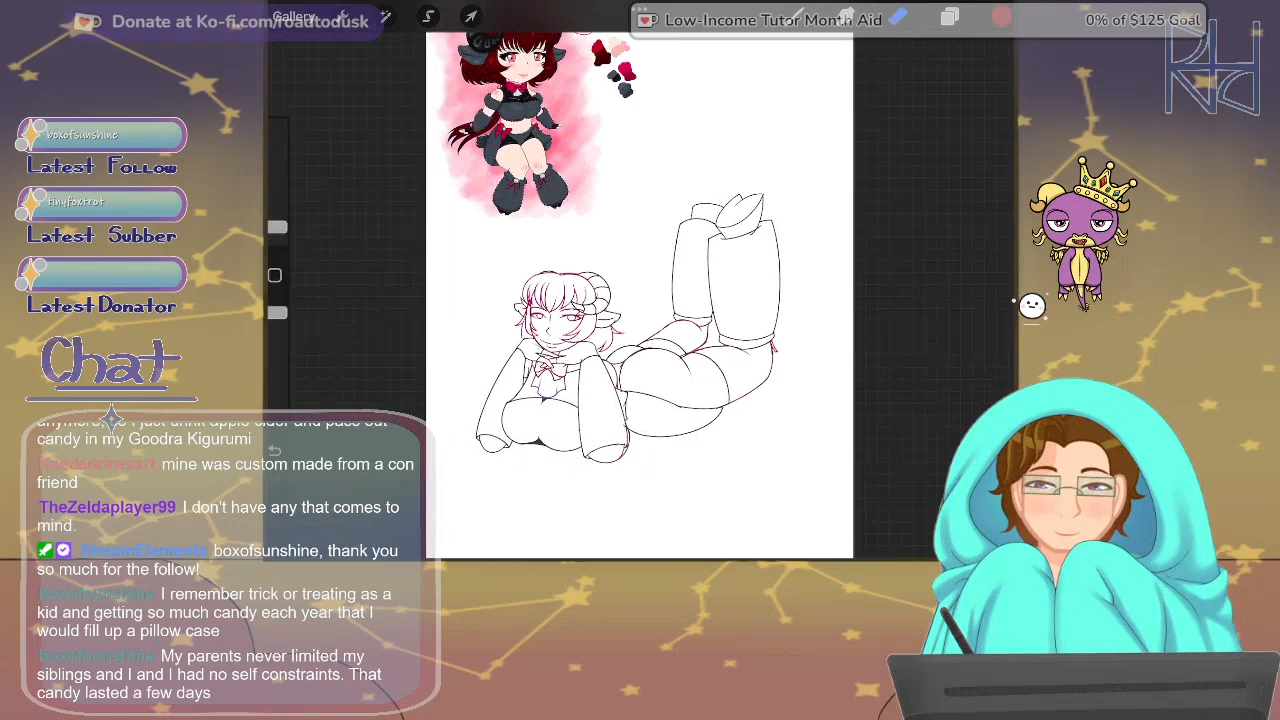 Donate at Ko-fi.com/roadtodusk
Gallery
Low-Income Tutor Month Aid
0% of $125 Goal
boxofsunshine
Latest Follow
tinyfoxtrot
Latest Subber
Latest Donator
Chat
candy in my Goodra Kigurumi
kaededrawsart mine was custom made from a con
friend
TheZeldaplayer99 I don't have any that comes to
mind.
StreamElements boxofsunshine, thank you
so much for the follow!
boxofsunshine I remember trick or treating as a
kid and getting so much candy each year that I
would fill up a pillow case
boxofsunshine My parents never limited my
siblings and I and I had no self constraints. That
candy lasted a few days